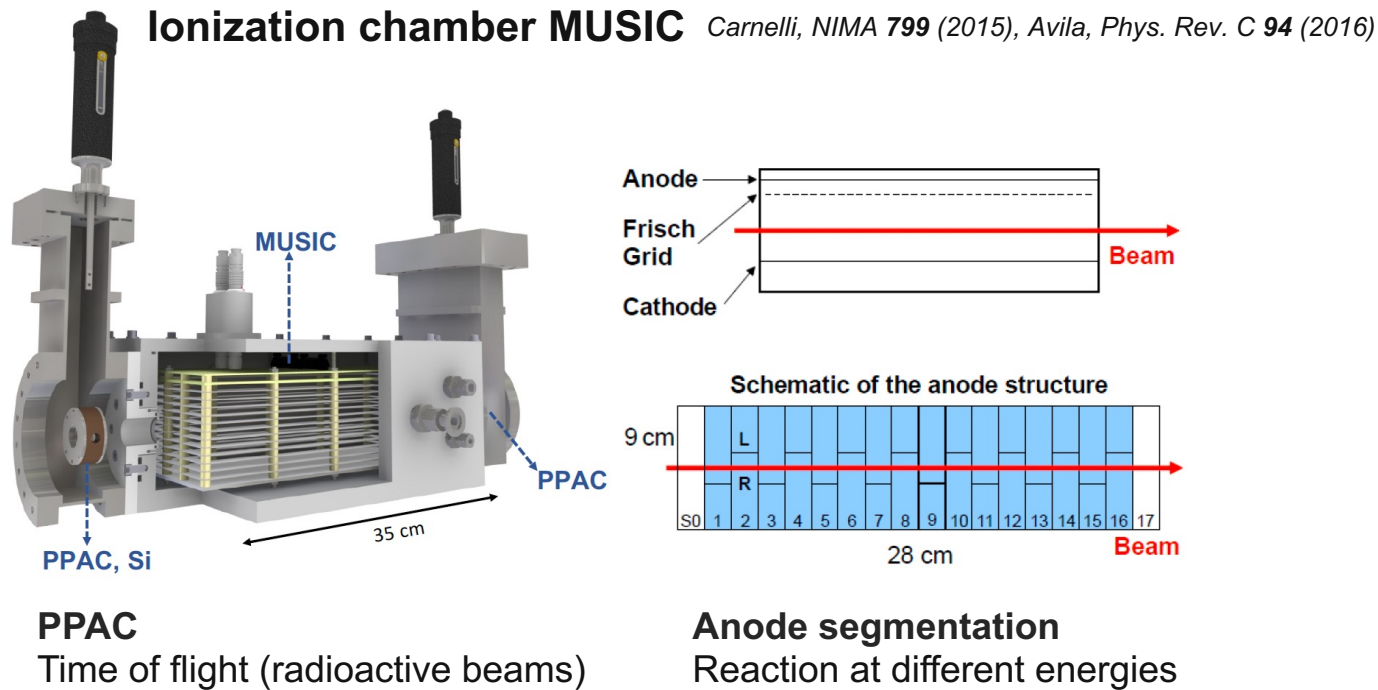 Ionization chamber MUSIC Carnelli, NIMA 799 (2015), Avila, Phys. Rev. C 94 (2016)
MUSIC
PPAC
35 cm
PPAC, Si
Anode
Frisch
Grid
Cathode
Beam
Schematic of the anode structure
9 cm
L
R
S0 1 2 3 4 5 6 7 8 9 10 11 12 13 14 15 16 17
28 cm
Beam
PPAC
Time of flight (radioactive beams)
Anode segmentation
Reaction at different energies